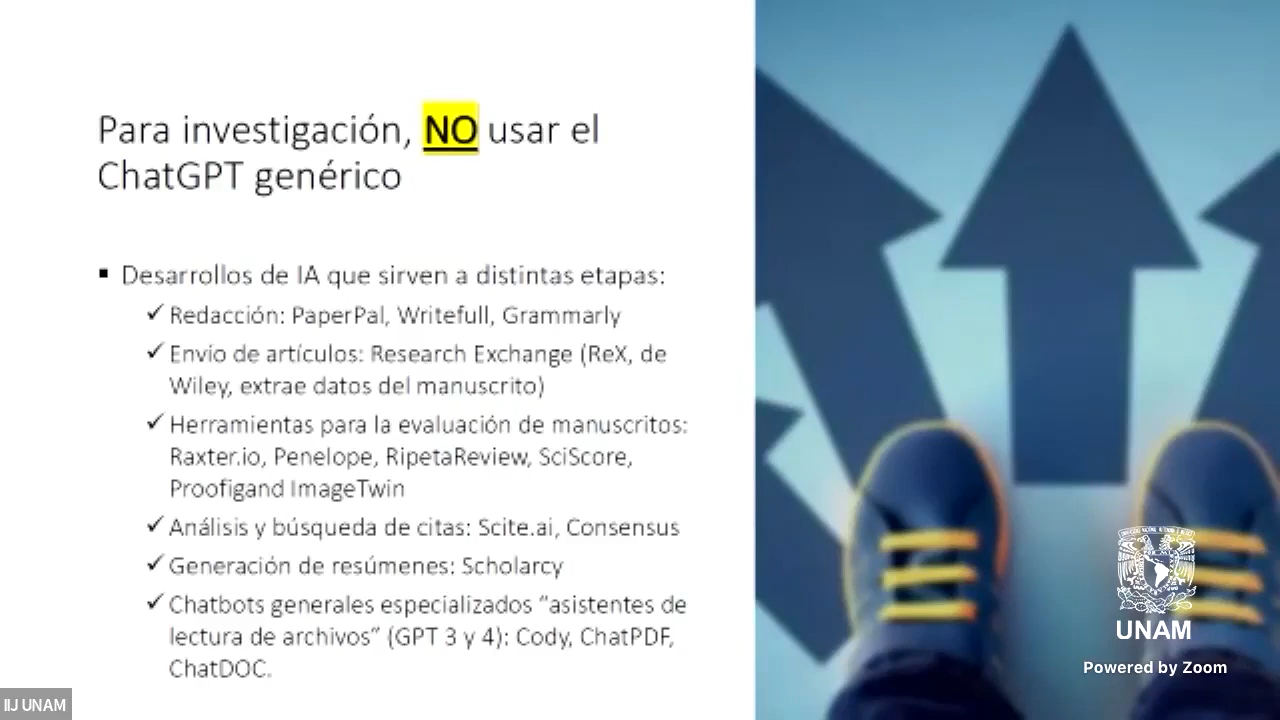 Para investigación, NO usar el
ChatGPT genérico
▪ Desarrollos de IA que sirven a distintas etapas:
✓ Redacción: PaperPal, Writefull, Grammarly
✓ Envío de artículos: Research Exchange (ReX, de
Wiley, extrae datos del manuscrito)
✓ Herramientas para la evaluación de manuscritos:
Raxter.io, Penelope, RipetaReview, SciScore,
Proofigand ImageTwin
✓ Análisis y búsqueda de citas: Scite.ai, Consensus
✓ Generación de resúmenes: Scholarcy
✓ Chatbots generales especializados “asistentes de
lectura de archivos” (GPT 3 y 4): Cody, ChatPDF,
ChatDOC.
UNAM
Powered by Zoom
IIJ UNAM